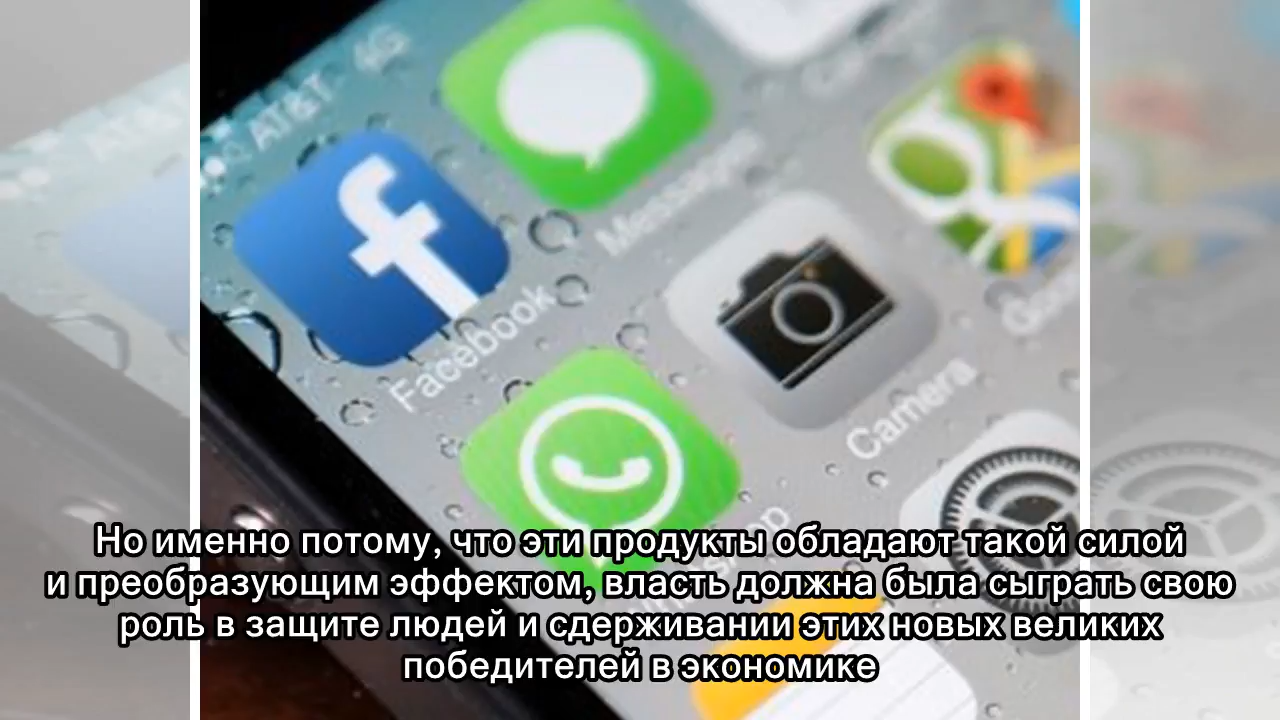 AT&T 4G
Messages
Facebook
Camera
Но именно потому, что эти продукты обладают такой силой
и преобразующим эффектом, власть должна была сыграть свою
роль в защите людей и сдерживании этих новых великих
победителей в экономике